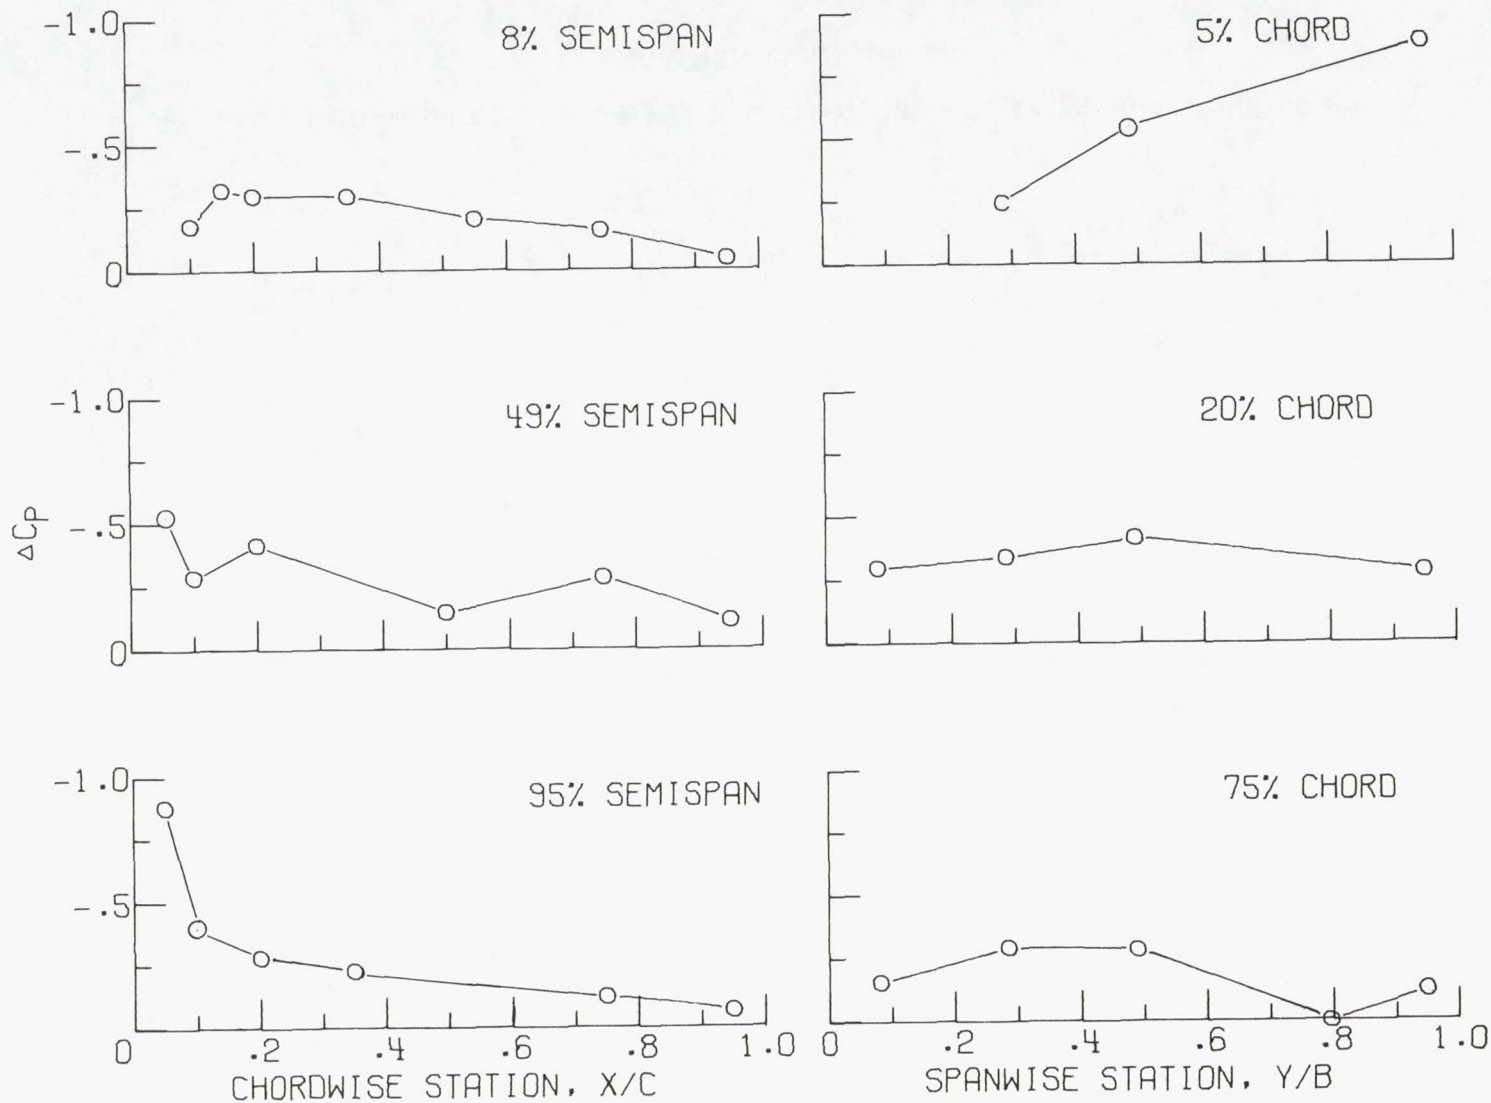 -1.0
-.5
0
8% SEMISPAN
5% CHORD
-1.0
-.5
0
49% SEMISPAN
20% CHORD
ΔCP
-1.0
-.5
95% SEMISPAN
75% CHORD
0 .2 .4 .6 .8 1.0
CHORDWISE STATION, X/C
0 .2 .4 .6 .8 1.0
SPANWISE STATION, Y/B